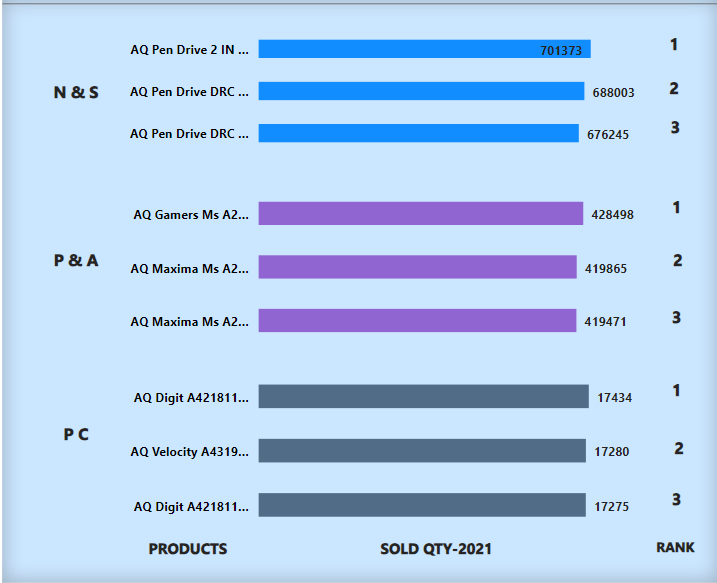 AQ Pen Drive 2 IN ... 701373 1
N & S AQ Pen Drive DRC ... 688003 2
AQ Pen Drive DRC ... 676245 3
AQ Gamers Ms A2... 428498 1
P & A AQ Maxima Ms A2... 419865 2
AQ Maxima Ms A2... 419471 3
AQ Digit A421811... 17434 1
P C AQ Velocity A4319... 17280 2
AQ Digit A421811... 17275 3
PRODUCTS SOLD QTY-2021 RANK